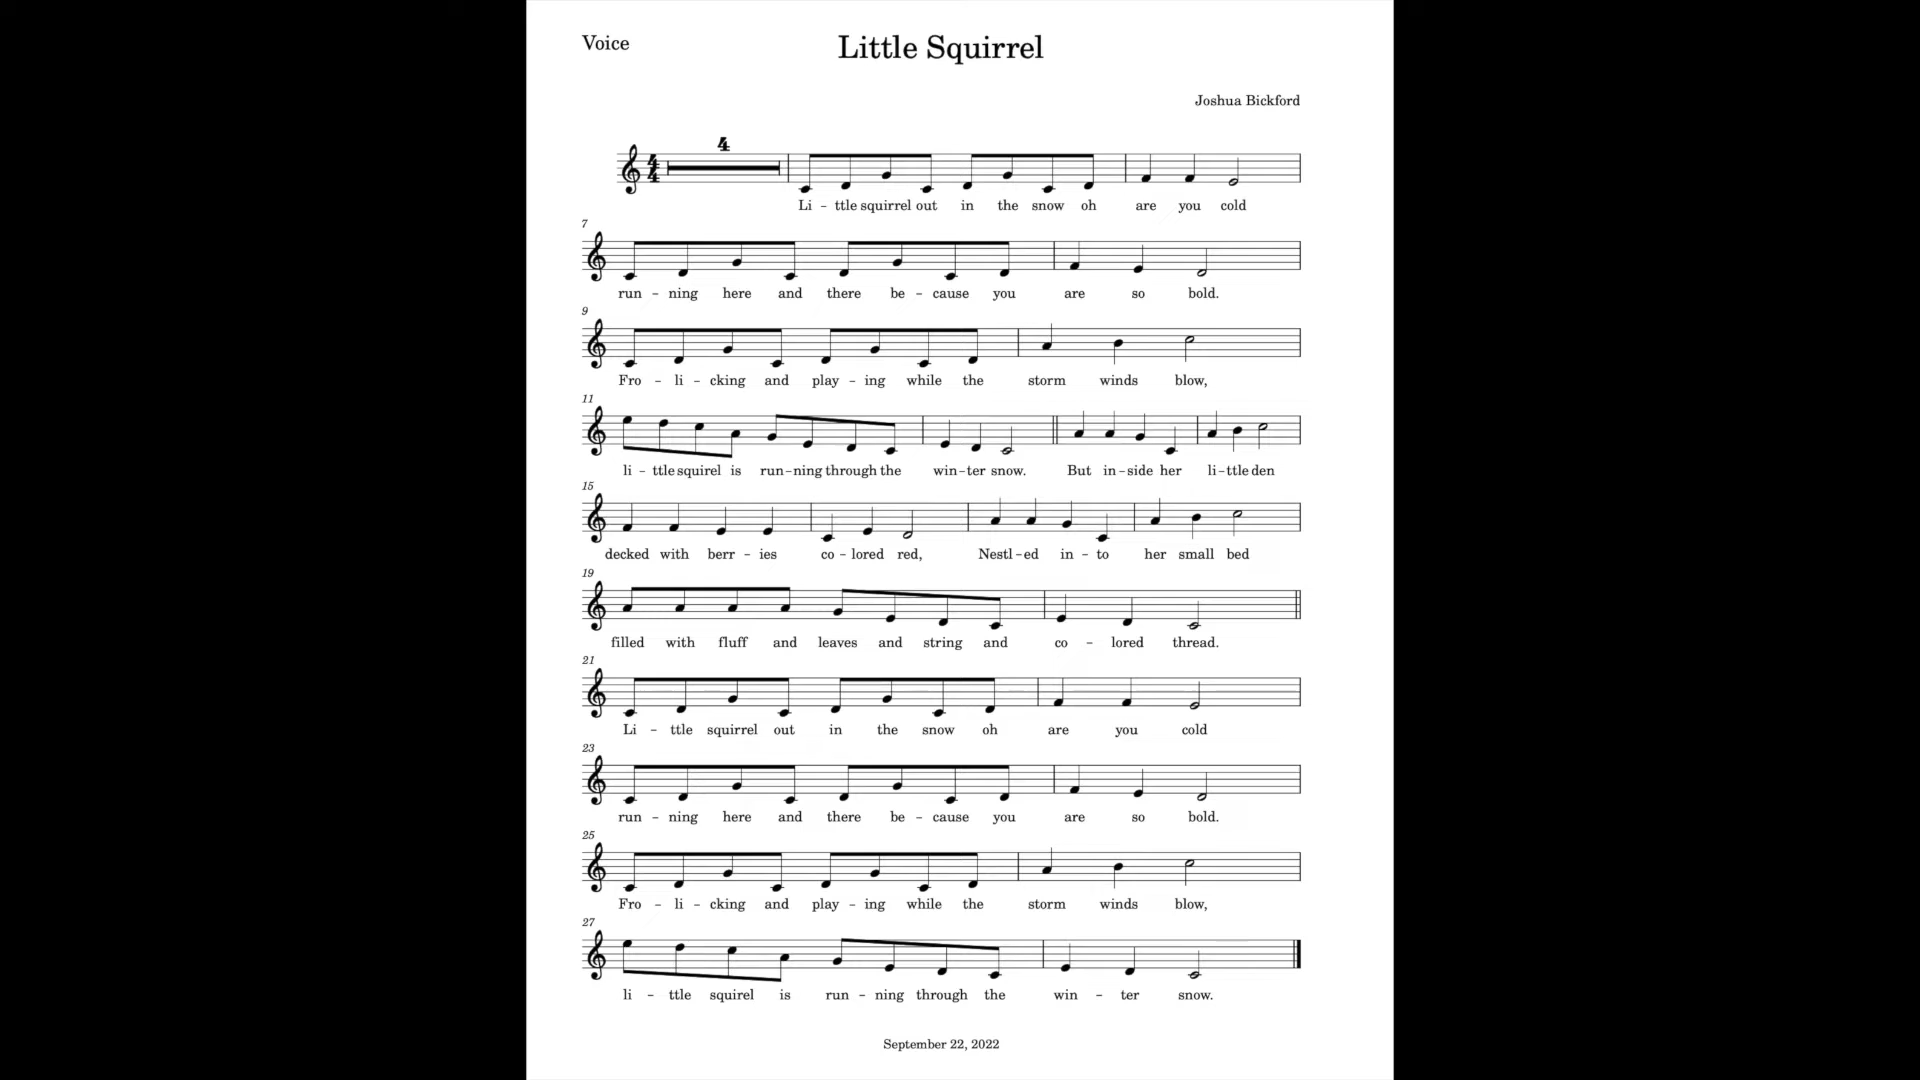 Voice
Little Squirrel
Joshua Bickford
4
4
4
Li – ttle squirrel out in the snow oh are you cold
7
run – ning here and there be – cause you are so bold.
9
Fro – li – cking and play – ing while the storm winds blow,
11
li – ttle squirel is run – ning through the win – ter snow. But in – side her li – ttle den
15
decked with berr – ies co – lored red, Nestl – ed in – to her small bed
19
filled with fluff and leaves and string and co – lored thread.
21
Li – ttle squirrel out in the snow oh are you cold
23
run – ning here and there be – cause you are so bold.
25
Fro – li – cking and play – ing while the storm winds blow,
27
li – ttle squirel is run – ning through the win – ter snow.
September 22, 2022